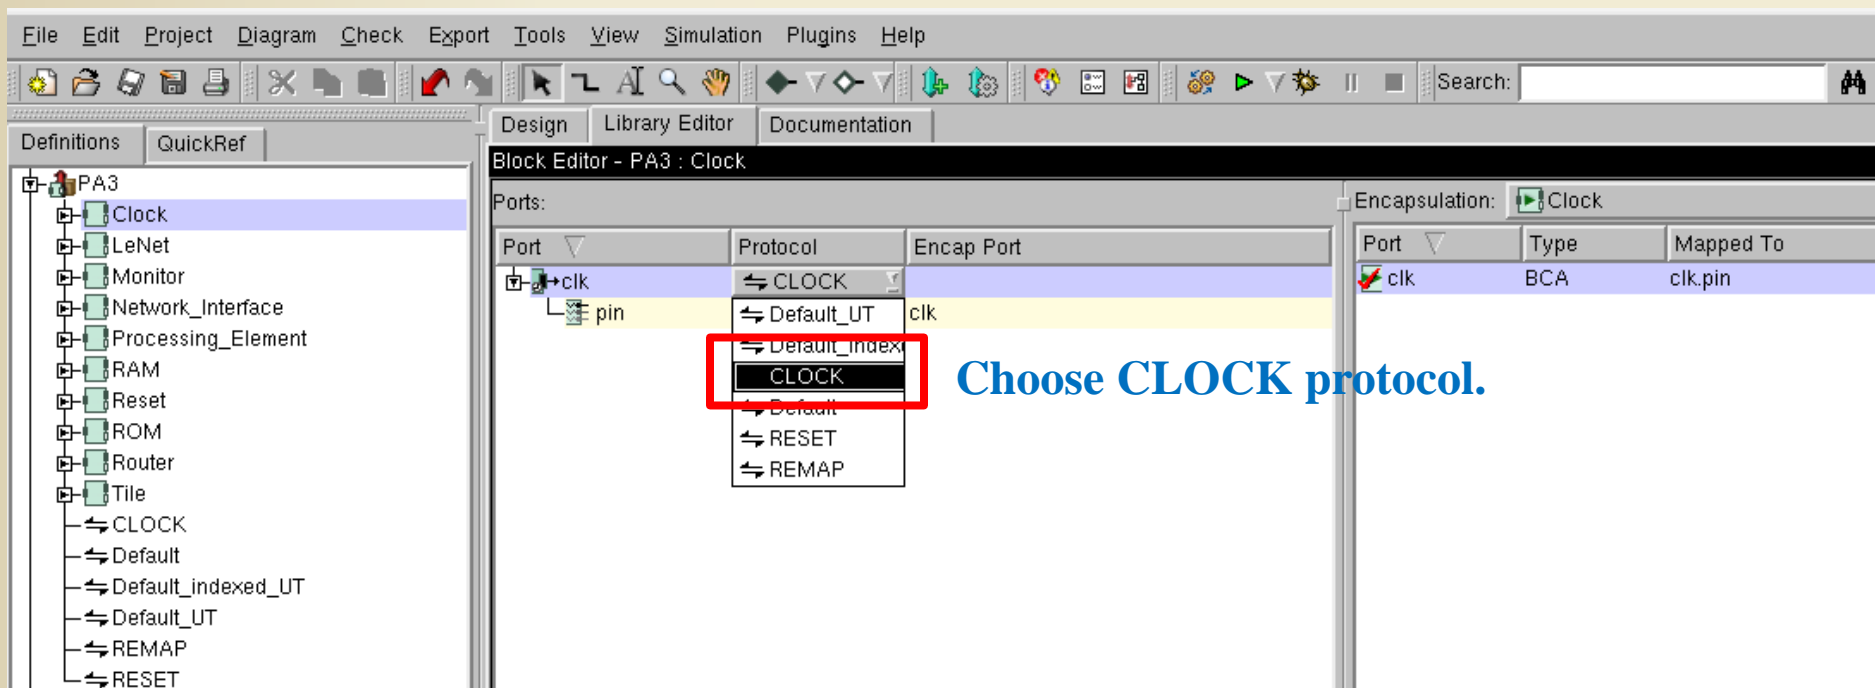 File Edit Project Diagram Check Export Tools View Simulation Plugins Help
Search:
Definitions QuickRef
PA3
Clock
LeNet
Monitor
Network_Interface
Processing_Element
RAM
Reset
ROM
Router
Tile
CLOCK
Default
Default_indexed_UT
Default_UT
REMAP
RESET
Design Library Editor Documentation
Block Editor - PA3 : Clock
Ports:
Port Protocol Encap Port
clk CLOCK
pin clk
Default_UT
Default_indexe
CLOCK
Default
RESET
REMAP
Choose CLOCK protocol.
Encapsulation: Clock
Port Type Mapped To
clk BCA clk.pin